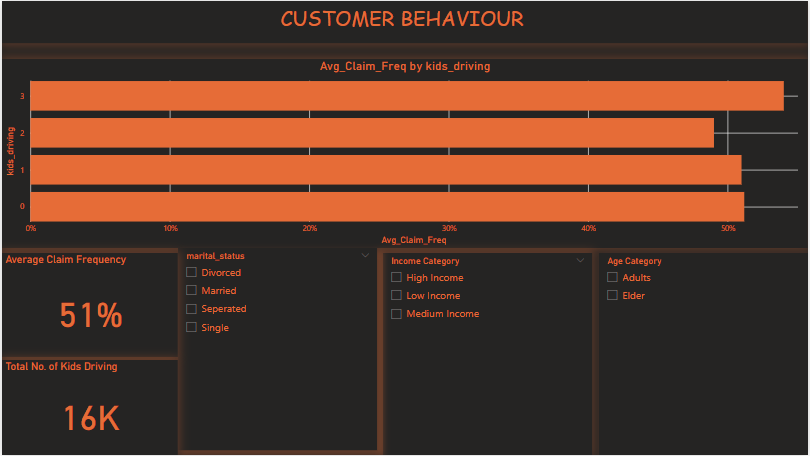 CUSTOMER BEHAVIOUR
Avg_Claim_Freq by kids_driving
kids_driving
3
2
1
0
0%
10%
20%
30%
40%
50%
Avg_Claim_Freq
Average Claim Frequency
51%
Total No. of Kids Driving
16K
marital_status
Divorced
Married
Seperated
Single
Income Category
High Income
Low Income
Medium Income
Age Category
Adults
Elder